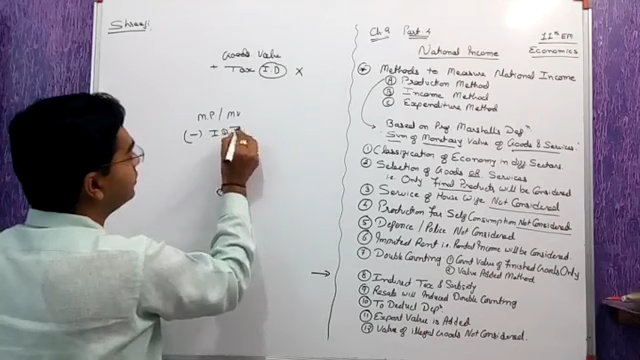 Shreeji
Goods Value
+ Tax I.D X
M.P / M.V
(-) I D T
Ch 9 Part-4
11th EM
Economics
National Income
* Methods to Measure National Income
A Production Method
B Income Method
C Expenditure Method
Based on Prof Marshall's Defn
Sum of Monetary Value of Goods & Services.
1 Classification of Economy in diff Sectors
2 Selection of Goods or Services
i.e. Only Final Products will be Considered
3 Service of House Wife Not Considered
4 Production for Self Consumption Not Considered
5 Defence / Police Not Considered
6 Imputed Rent i.e. Rental Income will be Considered.
7 Double Counting 1 Count Value of Finished Goods Only
2 Value Added Method
→ 8 Indirect Tax & Subsidy
9 Resale will Indeed Double Counting
10 To Deduct Depn
11 Export Value is Added
12 Value of illegal Goods Not Considered.